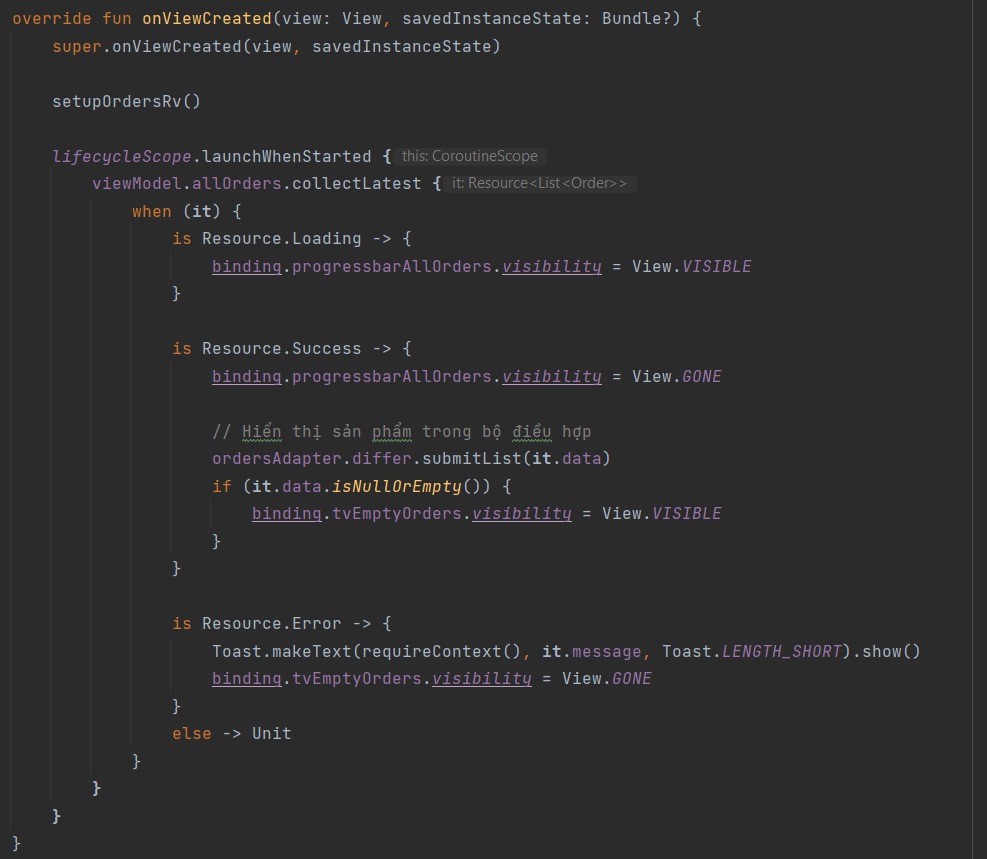 override fun onViewCreated(view: View, savedInstanceState: Bundle?) {
super.onViewCreated(view, savedInstanceState)
setupOrdersRv()
lifecycleScope.launchWhenStarted { this: CoroutineScope
viewModel.allOrders.collectLatest { it: Resource<List<Order>>
when (it) {
is Resource.Loading -> {
binding.progressbarAllOrders.visibility = View.VISIBLE
}
is Resource.Success -> {
binding.progressbarAllOrders.visibility = View.GONE
// Hiển thị sản phẩm trong bộ điều hợp
ordersAdapter.differ.submitList(it.data)
if (it.data.isNullOrEmpty()) {
binding.tvEmptyOrders.visibility = View.VISIBLE
}
}
is Resource.Error -> {
Toast.makeText(requireContext(), it.message, Toast.LENGTH_SHORT).show()
binding.tvEmptyOrders.visibility = View.GONE
}
else -> Unit
}
}
}
}